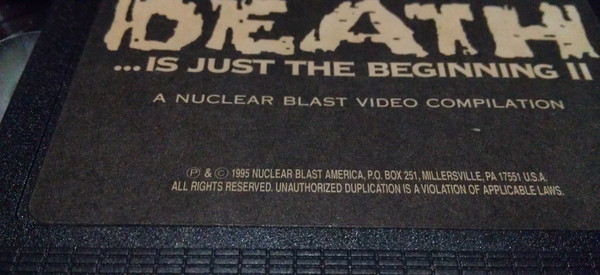 DEATH
...IS JUST THE BEGINNING II
A NUCLEAR BLAST VIDEO COMPILATION
Ⓟ & © 1995 NUCLEAR BLAST AMERICA, P.O. BOX 251, MILLERSVILLE, PA 17551 U.S.A.
ALL RIGHTS RESERVED. UNAUTHORIZED DUPLICATION IS A VIOLATION OF APPLICABLE LAWS.